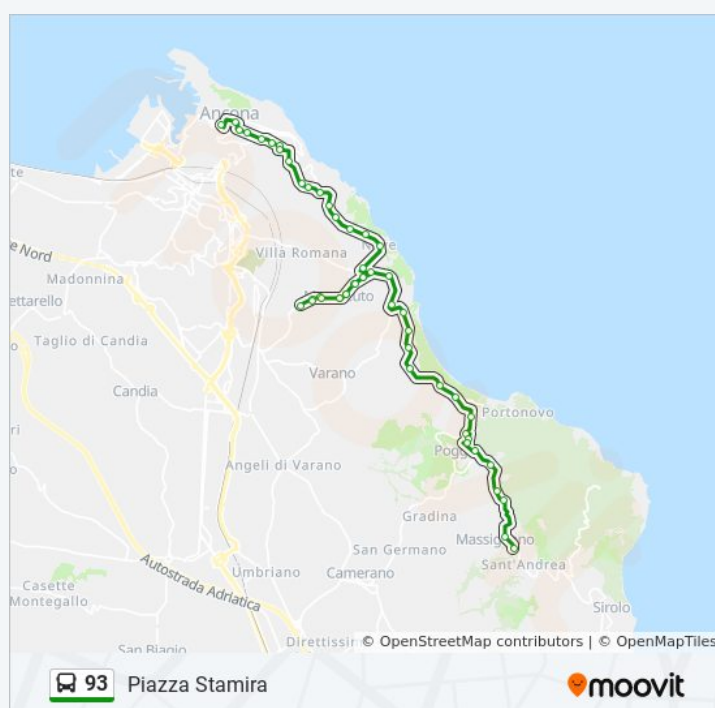 Ancona
Villa Romana
Madonnina
Taglio di Candia
Candia
Varano
Portonovo
Angeli di Varano
Gradina
Massignano
San Germano
Sant'Andrea
Umbriano
Camerano
Autostrada Adriatica
Casette
Montegallo
Sirolo
San Biagio
© OpenStreetMap contributors | © OpenMapTiles
93 Piazza Stamira
moovit